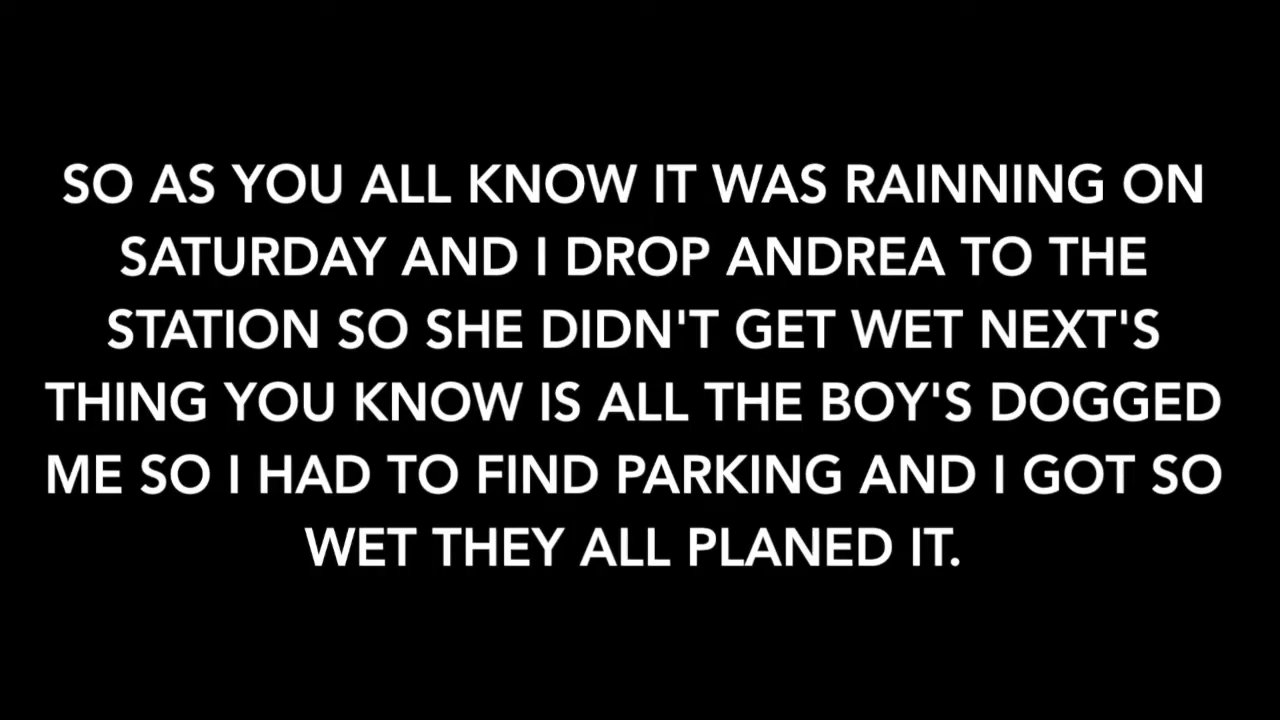 SO AS YOU ALL KNOW IT WAS RAINNING ON
SATURDAY AND I DROP ANDREA TO THE
STATION SO SHE DIDN'T GET WET NEXT'S
THING YOU KNOW IS ALL THE BOY'S DOGGED
ME SO I HAD TO FIND PARKING AND I GOT SO
WET THEY ALL PLANED IT.